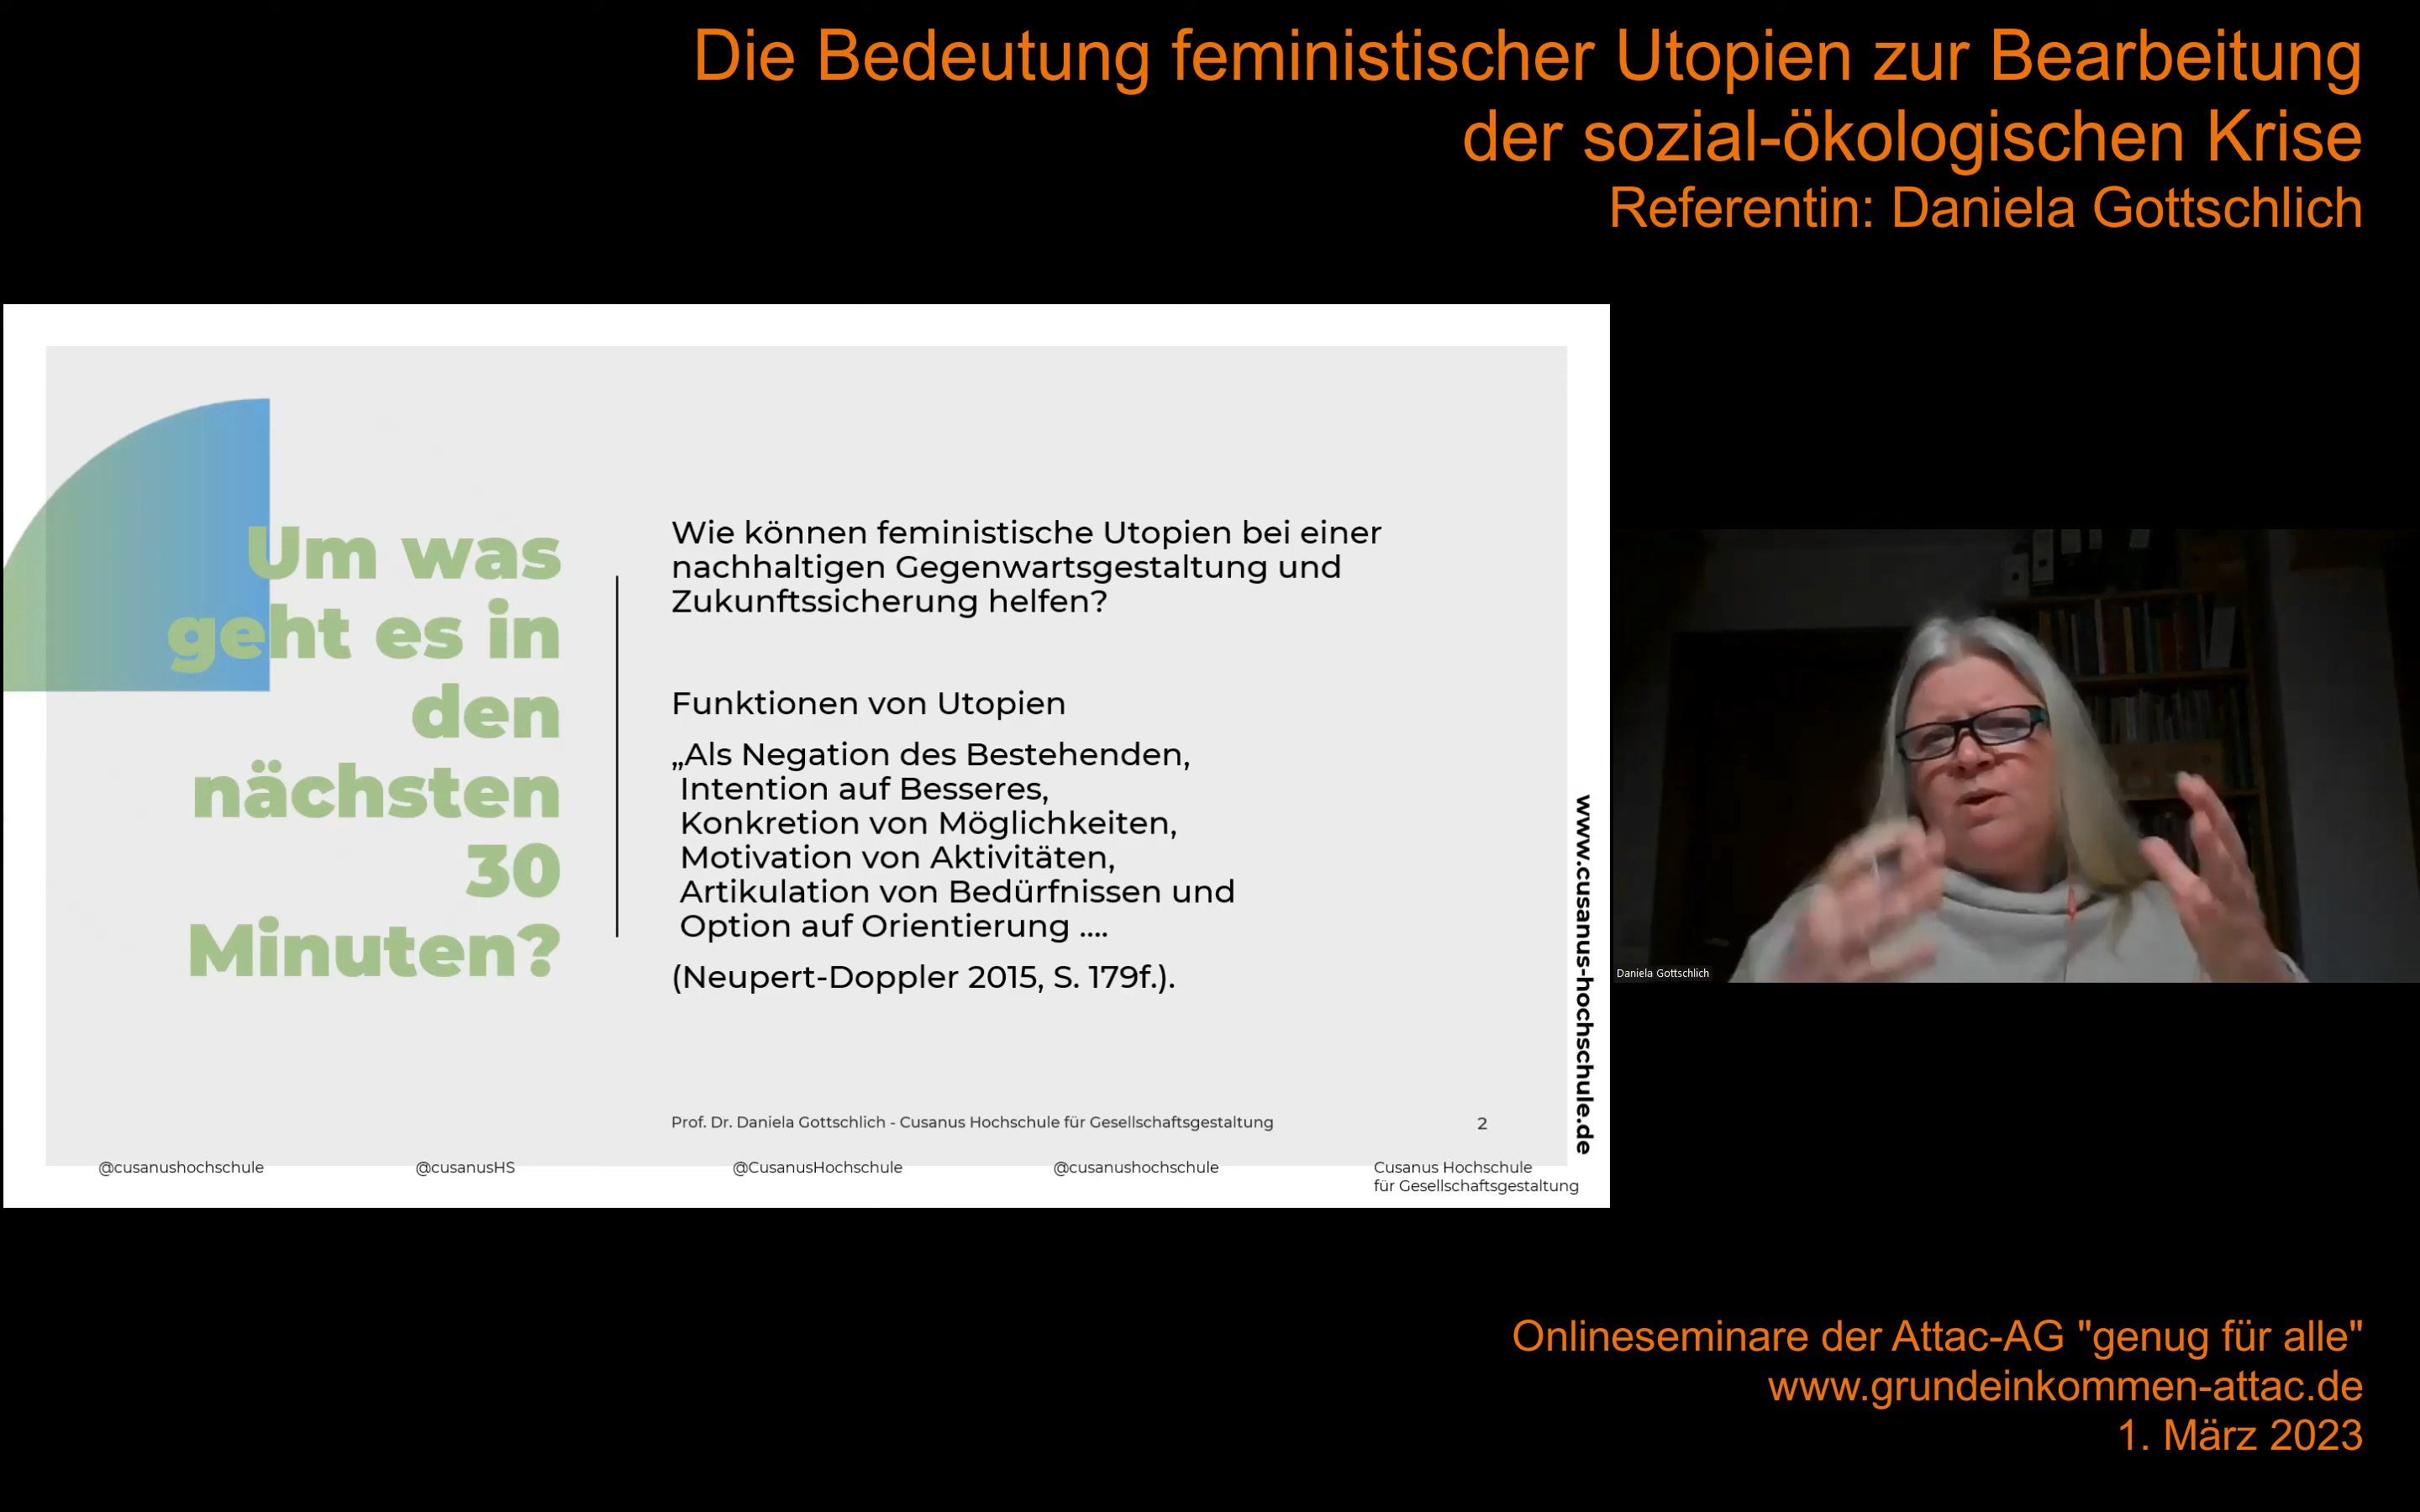 Die Bedeutung feministischer Utopien zur Bearbeitung
der sozial-ökologischen Krise
Referentin: Daniela Gottschlich
Um was
geht es in
den
nächsten
30
Minuten?
Wie können feministische Utopien bei einer
nachhaltigen Gegenwartsgestaltung und
Zukunftssicherung helfen?
Funktionen von Utopien
„Als Negation des Bestehenden,
Intention auf Besseres,
Konkretion von Möglichkeiten,
Motivation von Aktivitäten,
Artikulation von Bedürfnissen und
Option auf Orientierung ....
(Neupert-Doppler 2015, S. 179f.).
Prof. Dr. Daniela Gottschlich - Cusanus Hochschule für Gesellschaftsgestaltung
2
@cusanushochschule
@cusanusHS
@CusanusHochschule
@cusanushochschule
Cusanus Hochschule
für Gesellschaftsgestaltung
www.cusanus-hochschule.de
Daniela Gottschlich
Onlineseminare der Attac-AG "genug für alle"
www.grundeinkommen-attac.de
1. März 2023